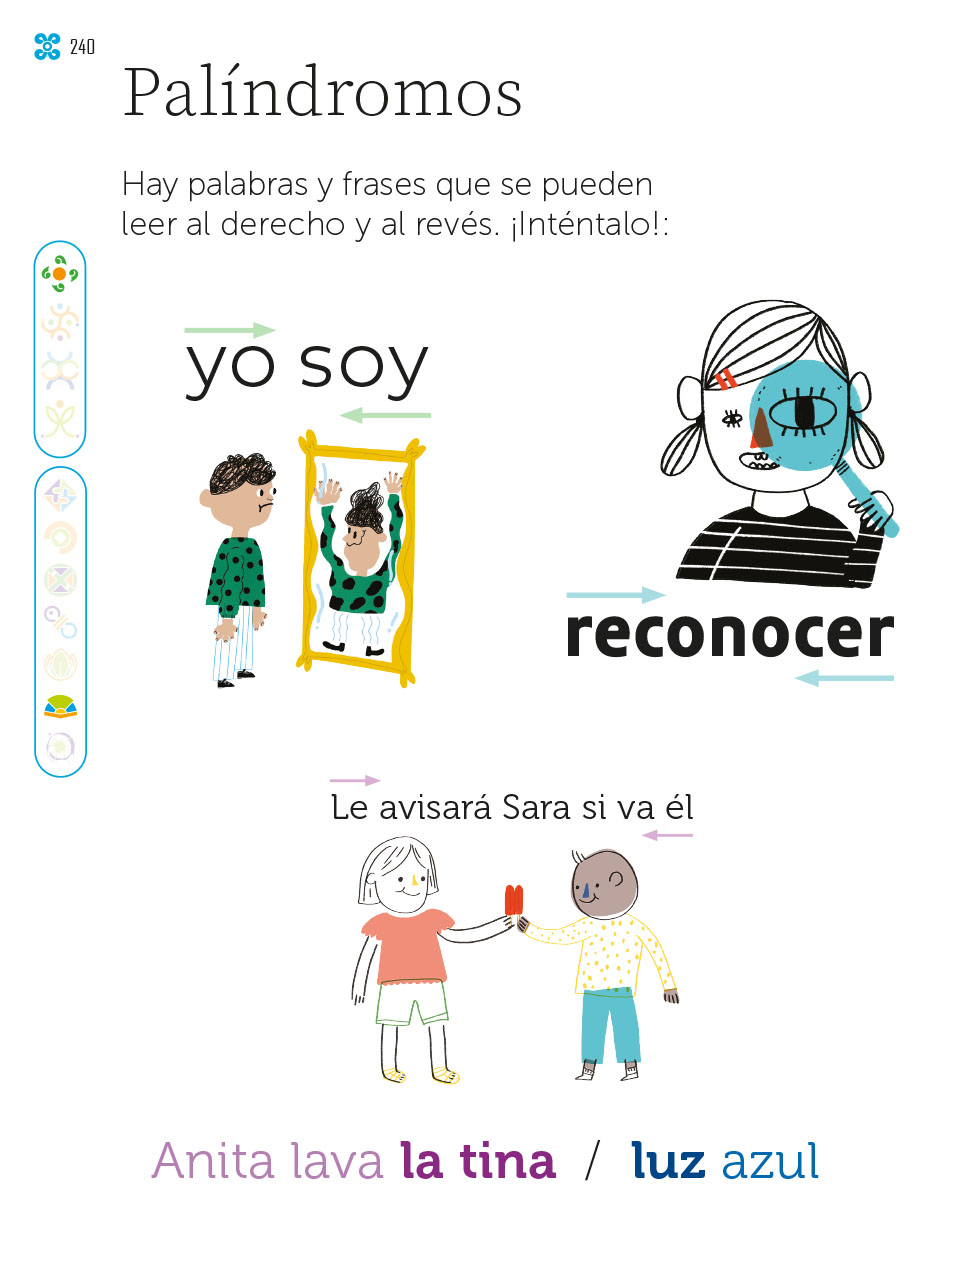 240
Palíndromos
Hay palabras y frases que se pueden
leer al derecho y al revés. ¡Inténtalo!:
yo soy
reconocer
Le avisará Sara si va él
Anita lava la tina / luz azul